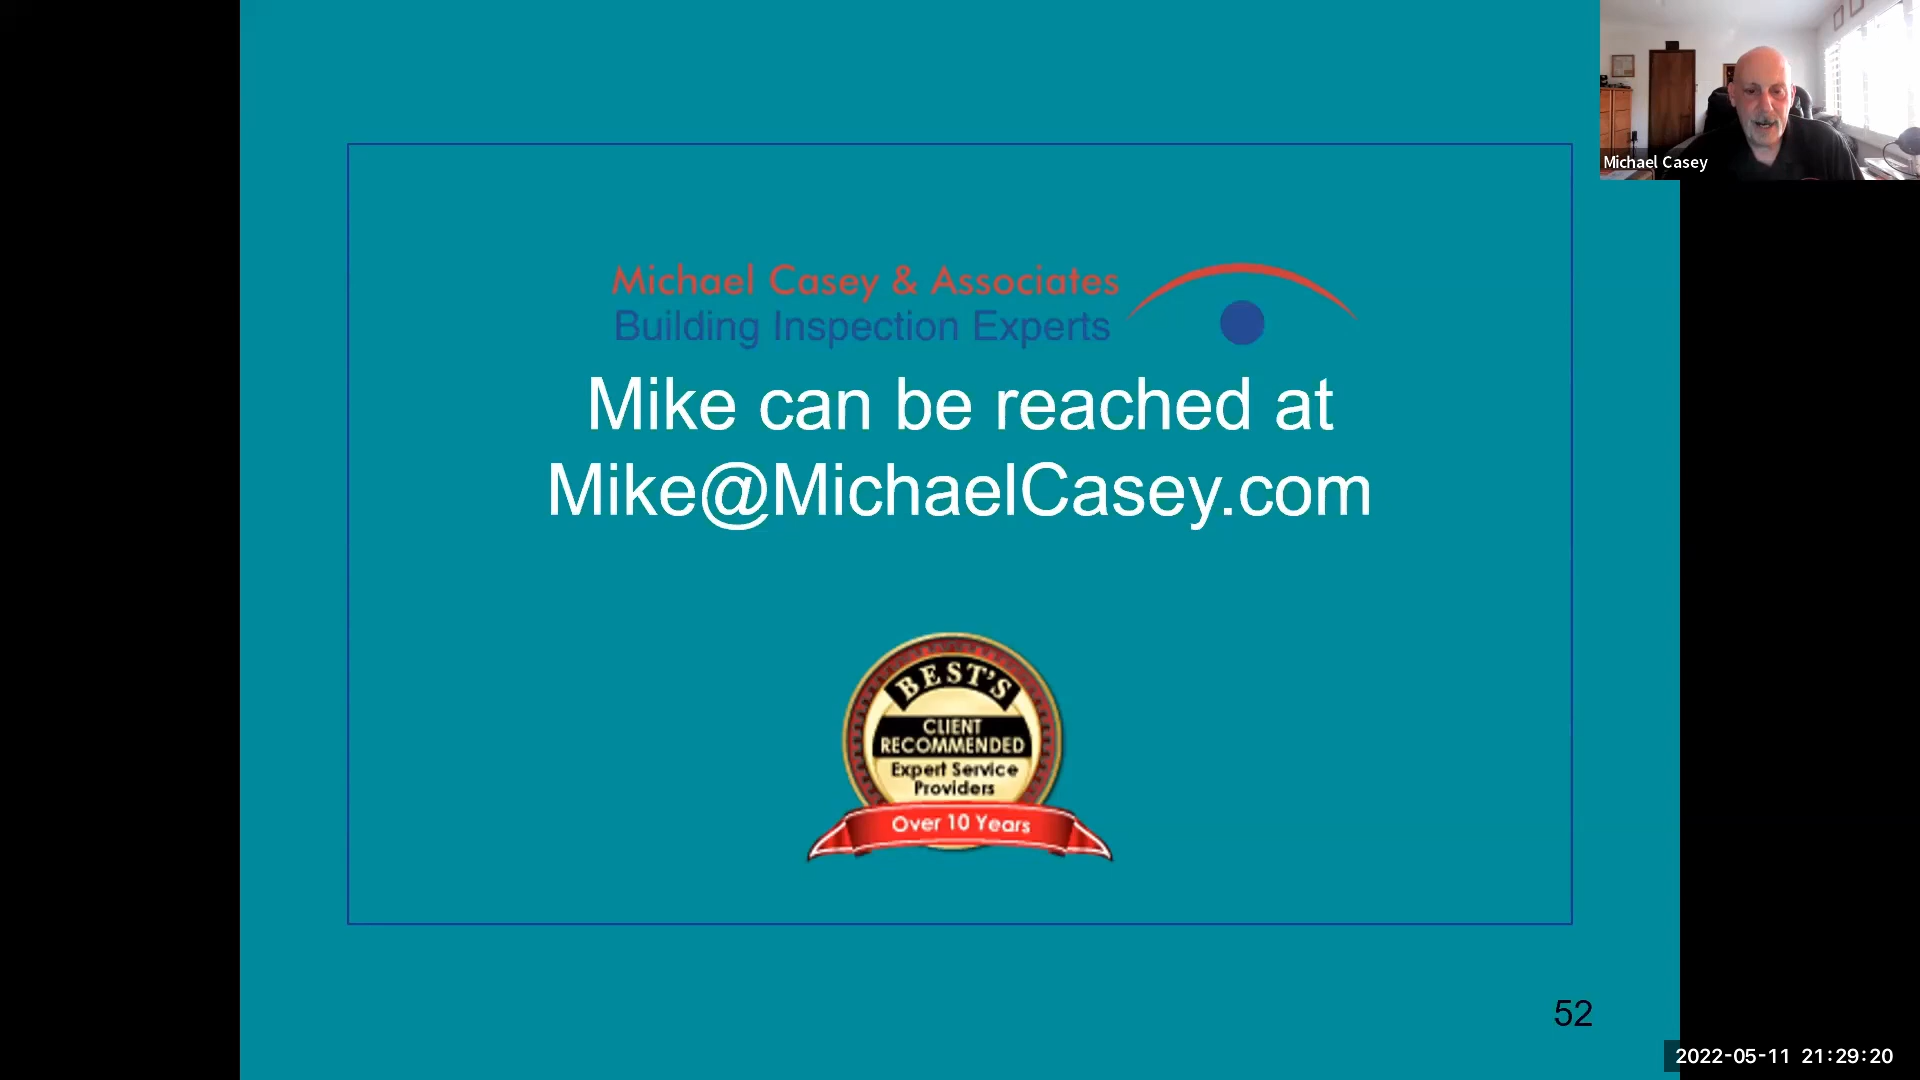 Michael Casey
Michael Casey & Associates
Building Inspection Experts
Mike can be reached at
Mike@MichaelCasey.com
BEST'S
CLIENT
RECOMMENDED
Expert Service
Providers
Over 10 Years
52
2022-05-11 21:29:20